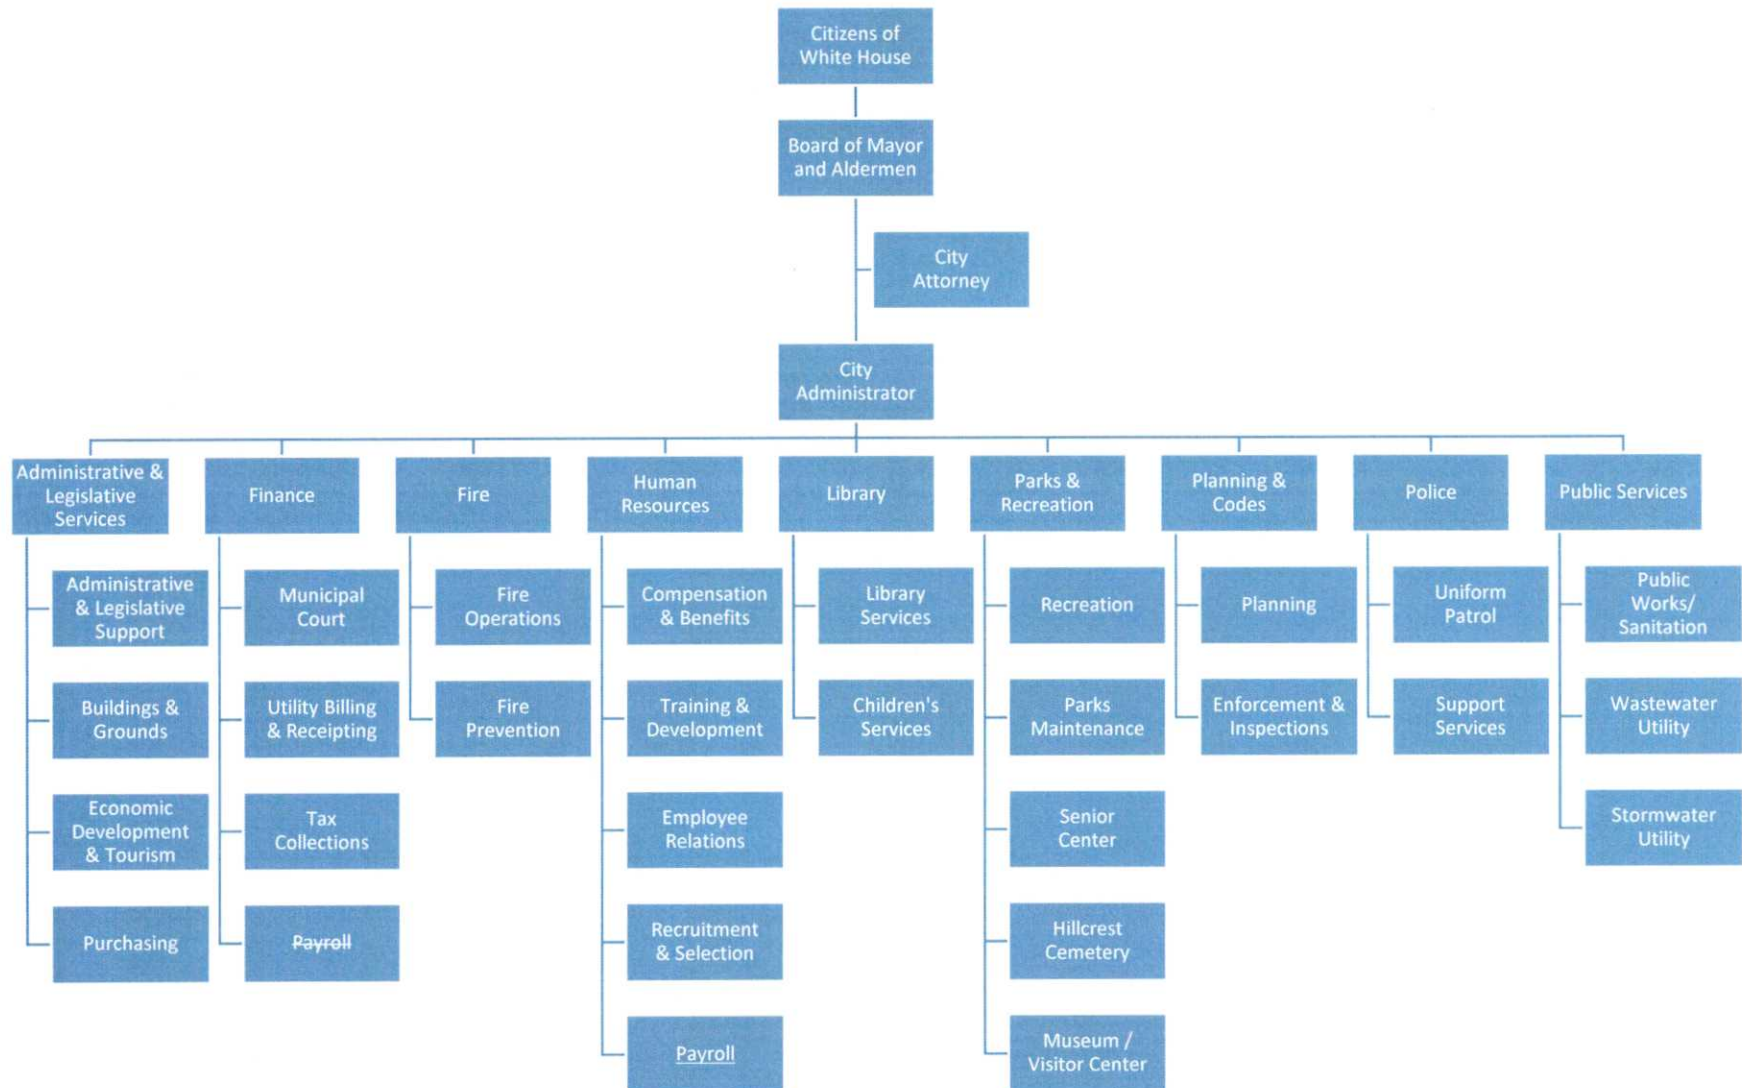 Citizens of
White House
Board of Mayor
and Aldermen
City
Attorney
City
Administrator
Administrative &
Legislative
Services
Finance
Fire
Human
Resources
Library
Parks &
Recreation
Planning &
Codes
Police
Public Services
Administrative
& Legislative
Support
Buildings &
Grounds
Economic
Development
& Tourism
Purchasing
Municipal
Court
Utility Billing
& Receipting
Tax
Collections
Payroll
Fire
Operations
Fire
Prevention
Compensation
& Benefits
Training &
Development
Employee
Relations
Recruitment
& Selection
Payroll
Library
Services
Children's
Services
Recreation
Parks
Maintenance
Senior
Center
Hillcrest
Cemetery
Museum /
Visitor Center
Planning
Enforcement &
Inspections
Uniform
Patrol
Support
Services
Public
Works/
Sanitation
Wastewater
Utility
Stormwater
Utility